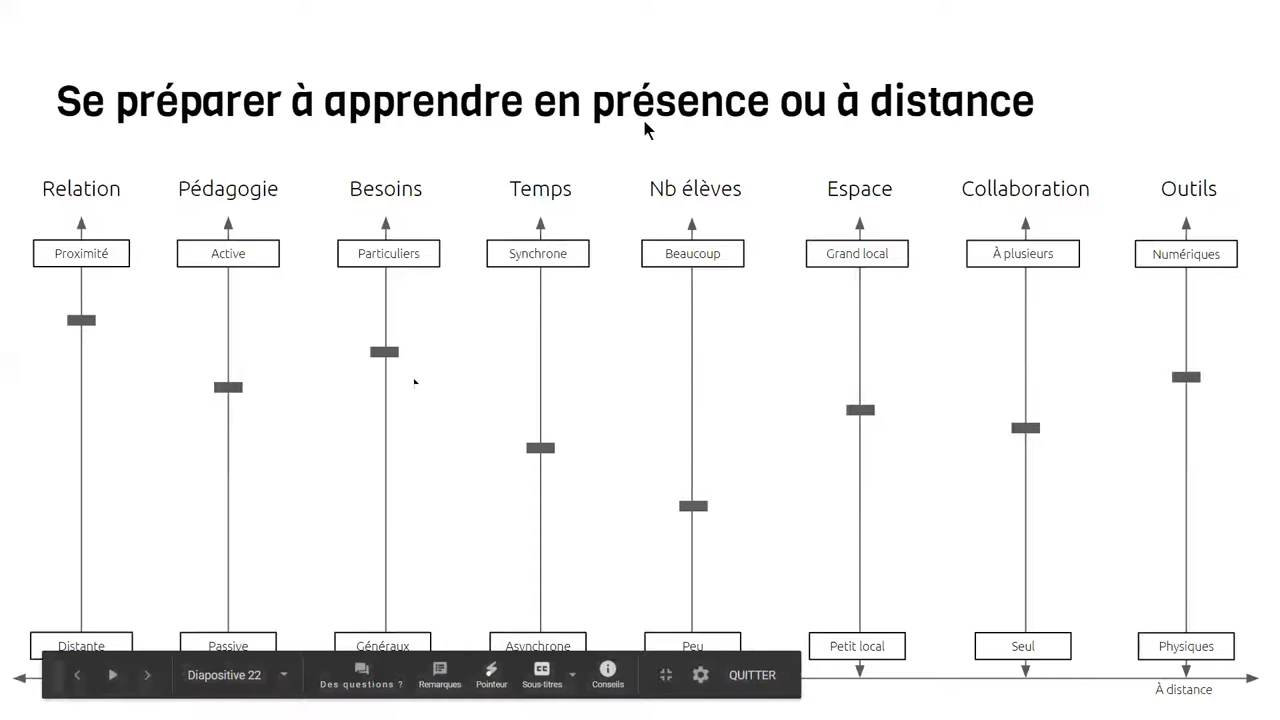 Se préparer à apprendre en présence ou à distance
Relation Pédagogie Besoins Temps Nb élèves Espace Collaboration Outils
Proximité Active Particuliers Synchrone Beaucoup Grand local À plusieurs Numériques
Distante Passive Généraux Asynchrone Peu Petit local Seul Physiques
Diapositive 22 Des questions ? Remarques Pointeur Sous-titres Conseils QUITTER
À distance